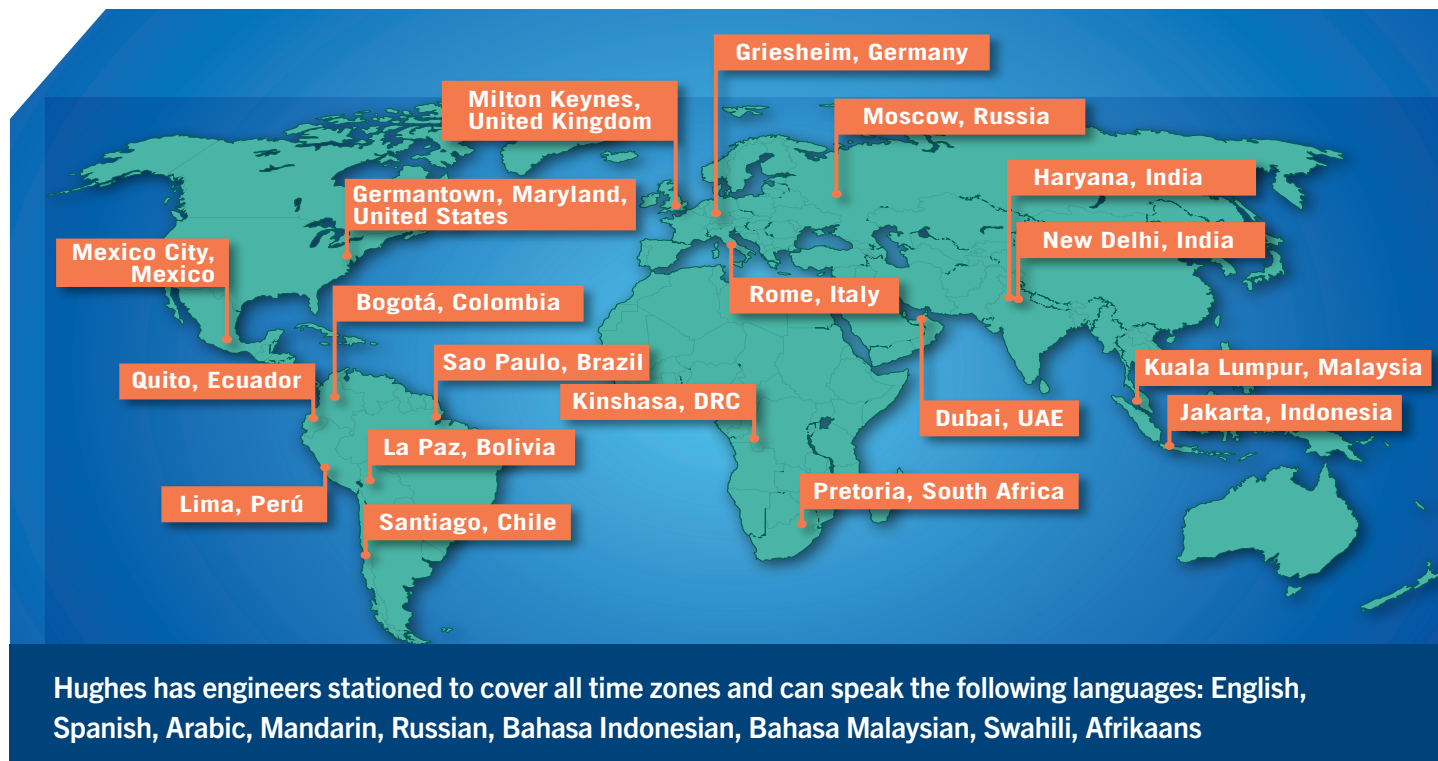 Griesheim, Germany
Milton Keynes,
United Kingdom
Moscow, Russia
Haryana, India
Germantown, Maryland,
United States
New Delhi, India
Mexico City,
Mexico
Rome, Italy
Bogotá, Colombia
Sao Paulo, Brazil
Kuala Lumpur, Malaysia
Quito, Ecuador
Kinshasa, DRC
Jakarta, Indonesia
Dubai, UAE
La Paz, Bolivia
Pretoria, South Africa
Lima, Perú
Santiago, Chile
Hughes has engineers stationed to cover all time zones and can speak the following languages: English,
Spanish, Arabic, Mandarin, Russian, Bahasa Indonesian, Bahasa Malaysian, Swahili, Afrikaans